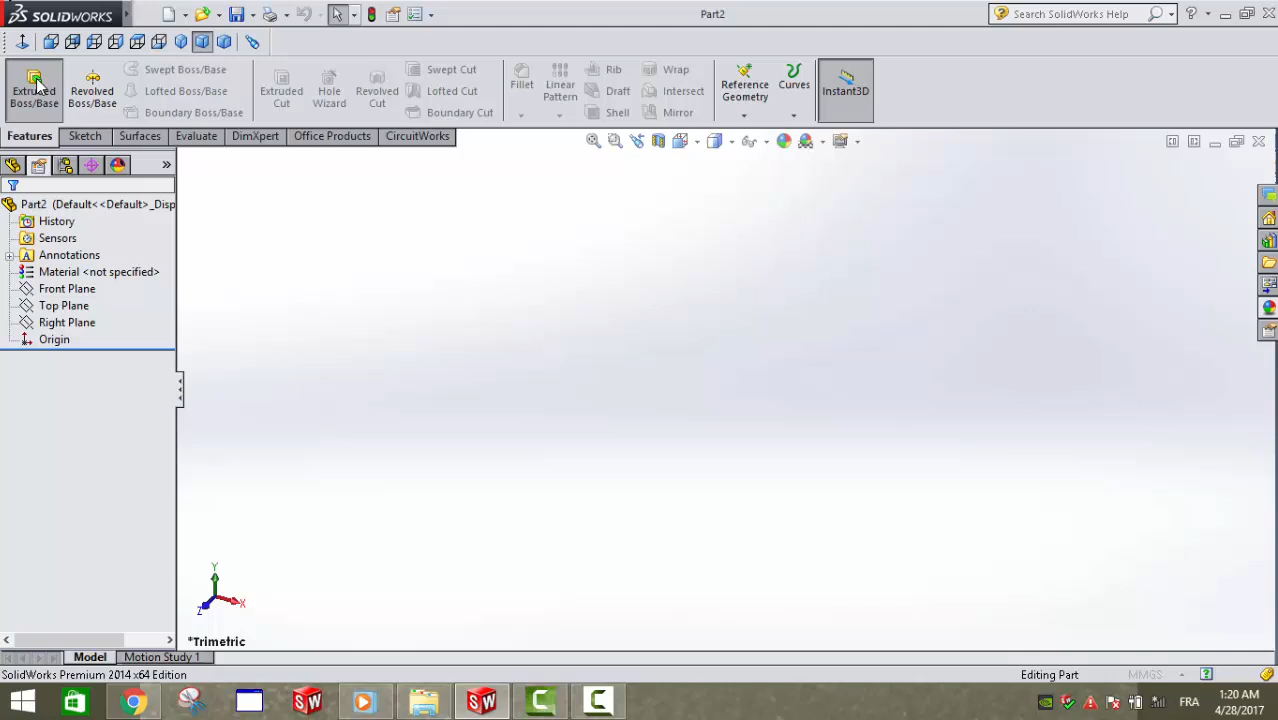 SOLIDWORKS
Part2
Search SolidWorks Help
Extruded Boss/Base
Revolved Boss/Base
Swept Boss/Base
Lofted Boss/Base
Boundary Boss/Base
Extruded Cut
Hole Wizard
Revolved Cut
Swept Cut
Lofted Cut
Boundary Cut
Fillet
Linear Pattern
Rib
Draft
Shell
Wrap
Intersect
Mirror
Reference Geometry
Curves
Instant3D
Features
Sketch
Surfaces
Evaluate
DimXpert
Office Products
CircuitWorks
Part2 (Default<<Default>_Disp
History
Sensors
Annotations
Material <not specified>
Front Plane
Top Plane
Right Plane
Origin
Y
X
Z
*Trimetric
Model
Motion Study 1
SolidWorks Premium 2014 x64 Edition
Editing Part
MMGS
FRA
1:20 AM
4/28/2017